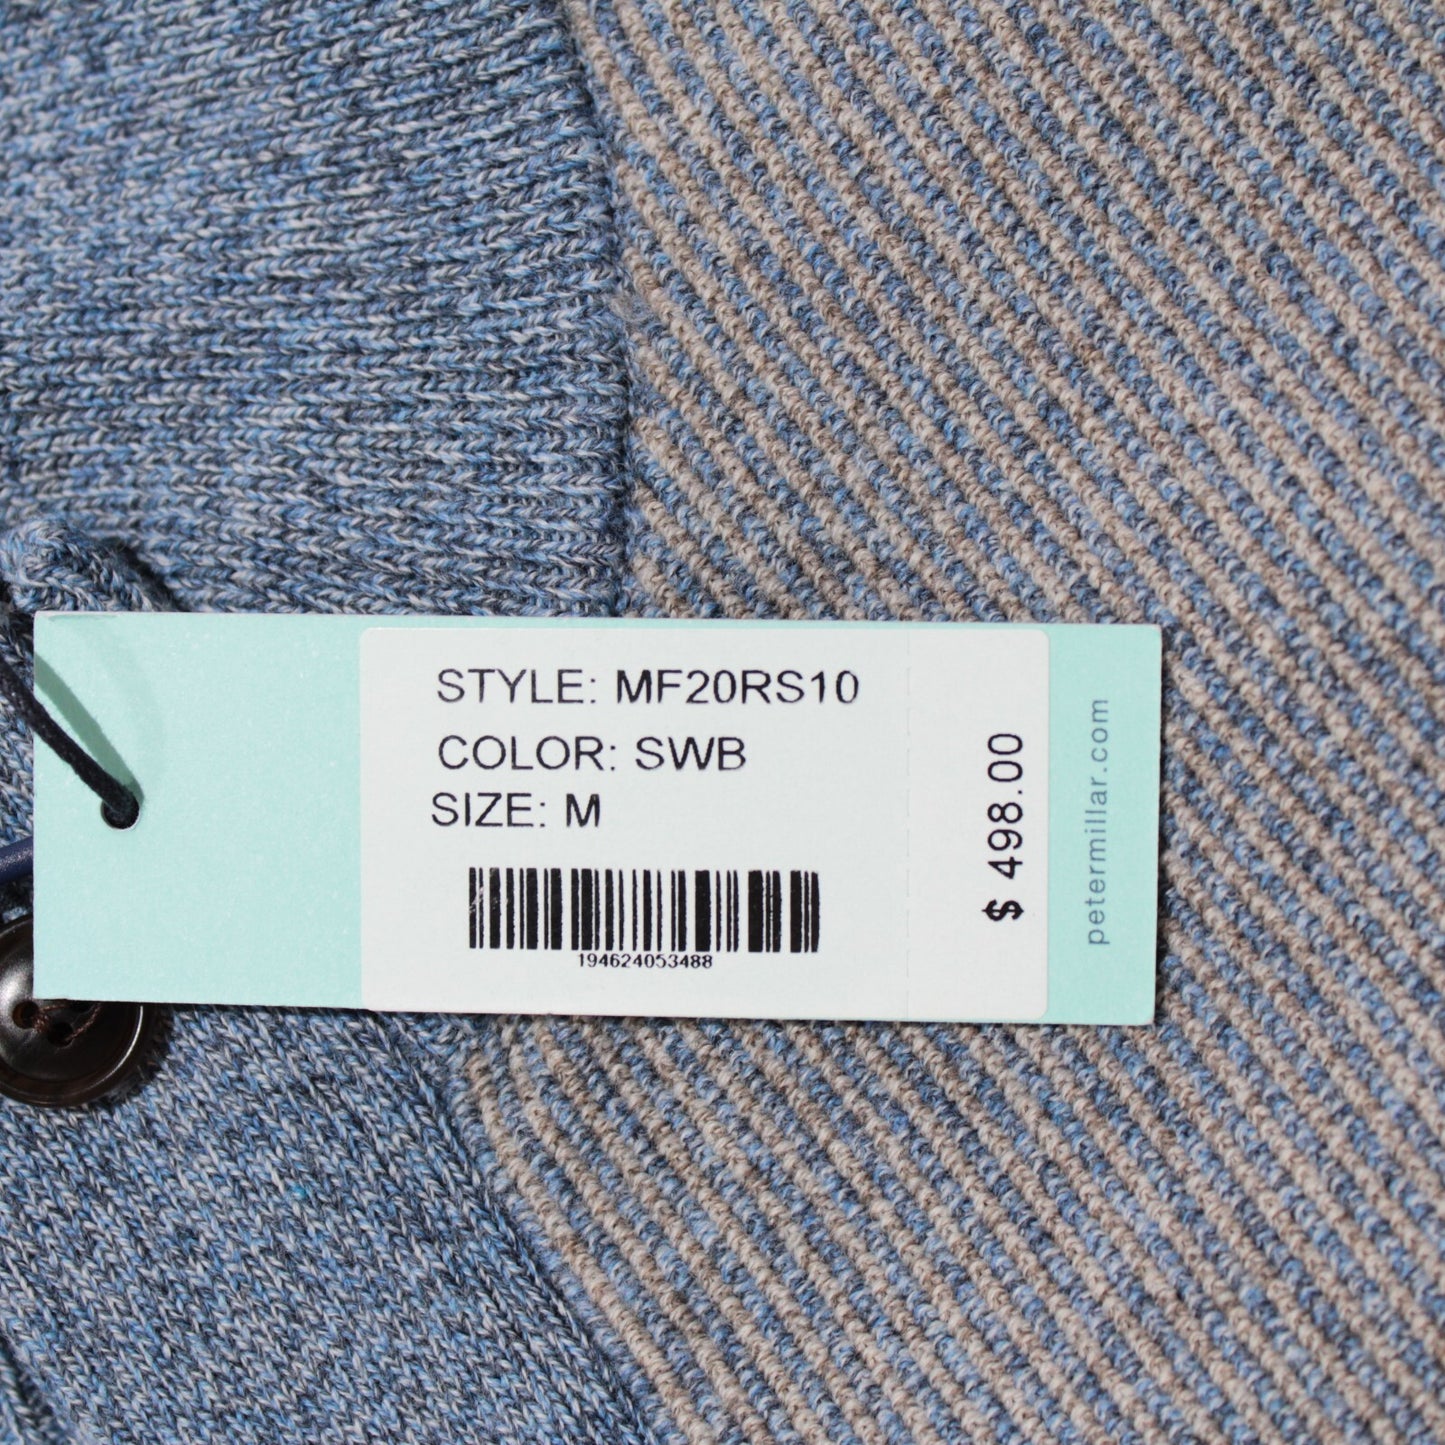 STYLE: MF20RS10
COLOR: SWB
SIZE: M
194624053488
$ 498.00
petermillar.com